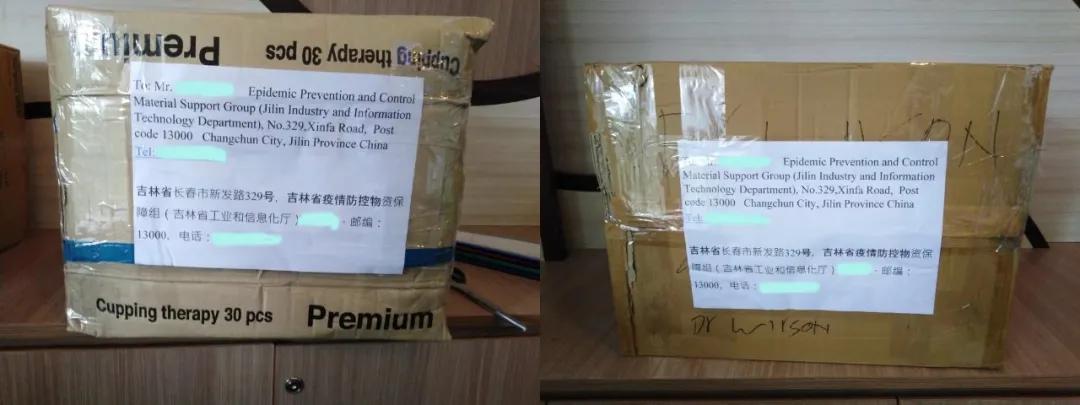 Premium
Cupping therapy 30 pcs
To: Mr. Epidemic Prevention and Control
Material Support Group (Jilin Industry and Information
Technology Department), No.329,Xinfa Road, Post
code 13000 Changchun City, Jilin Province China
Tel:
吉林省长春市新发路329号，吉林省疫情防控物资保
障组（吉林省工业和信息化厅） · 邮编：
13000，电话：
Cupping therapy 30 pcs Premium
Mr. Epidemic Prevention and Control
Material Support Group (Jilin Industry and Information
Technology Department), No.329,Xinfa Road, Post
code 13000 Changchun City, Jilin Province China
Tel:
吉林省长春市新发路329号，吉林省疫情防控物资保
障组（吉林省工业和信息化厅） · 邮编：
13000，电话：
Dr Wilson